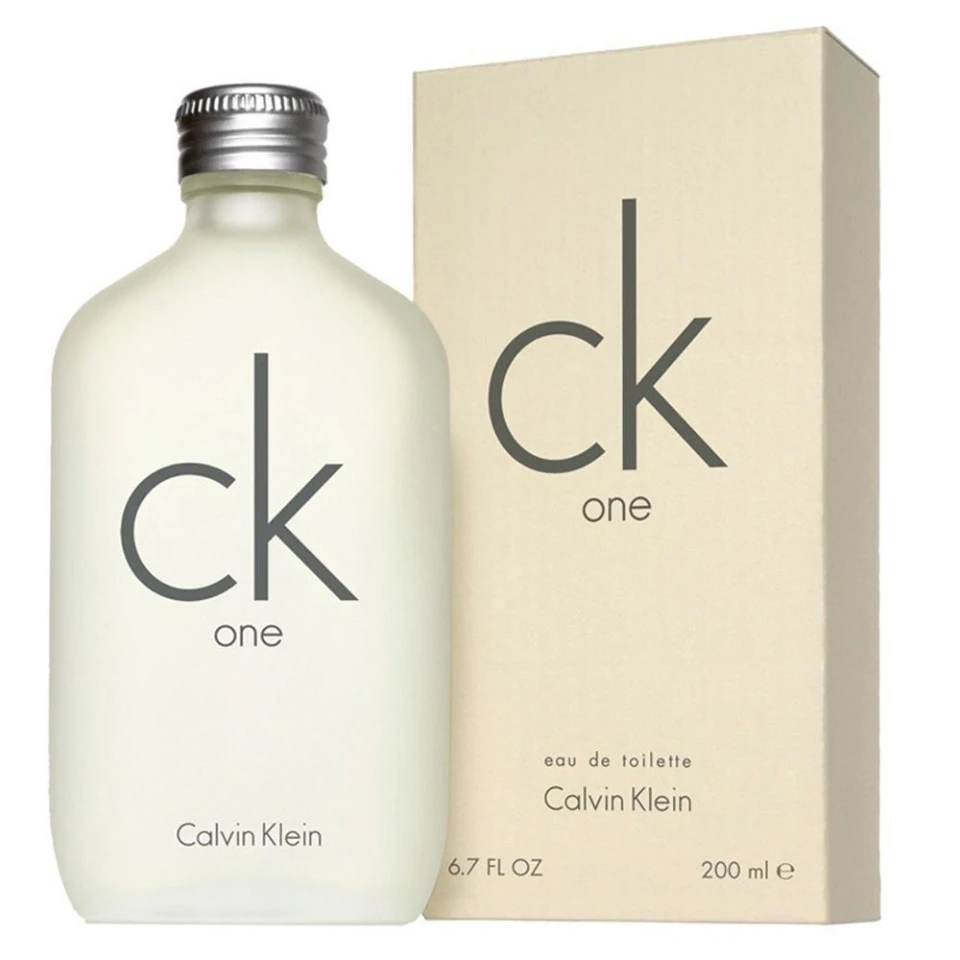 ck
one
Calvin Klein
ck
one
eau de toilette
Calvin Klein
6.7 FL OZ 200 ml ℮